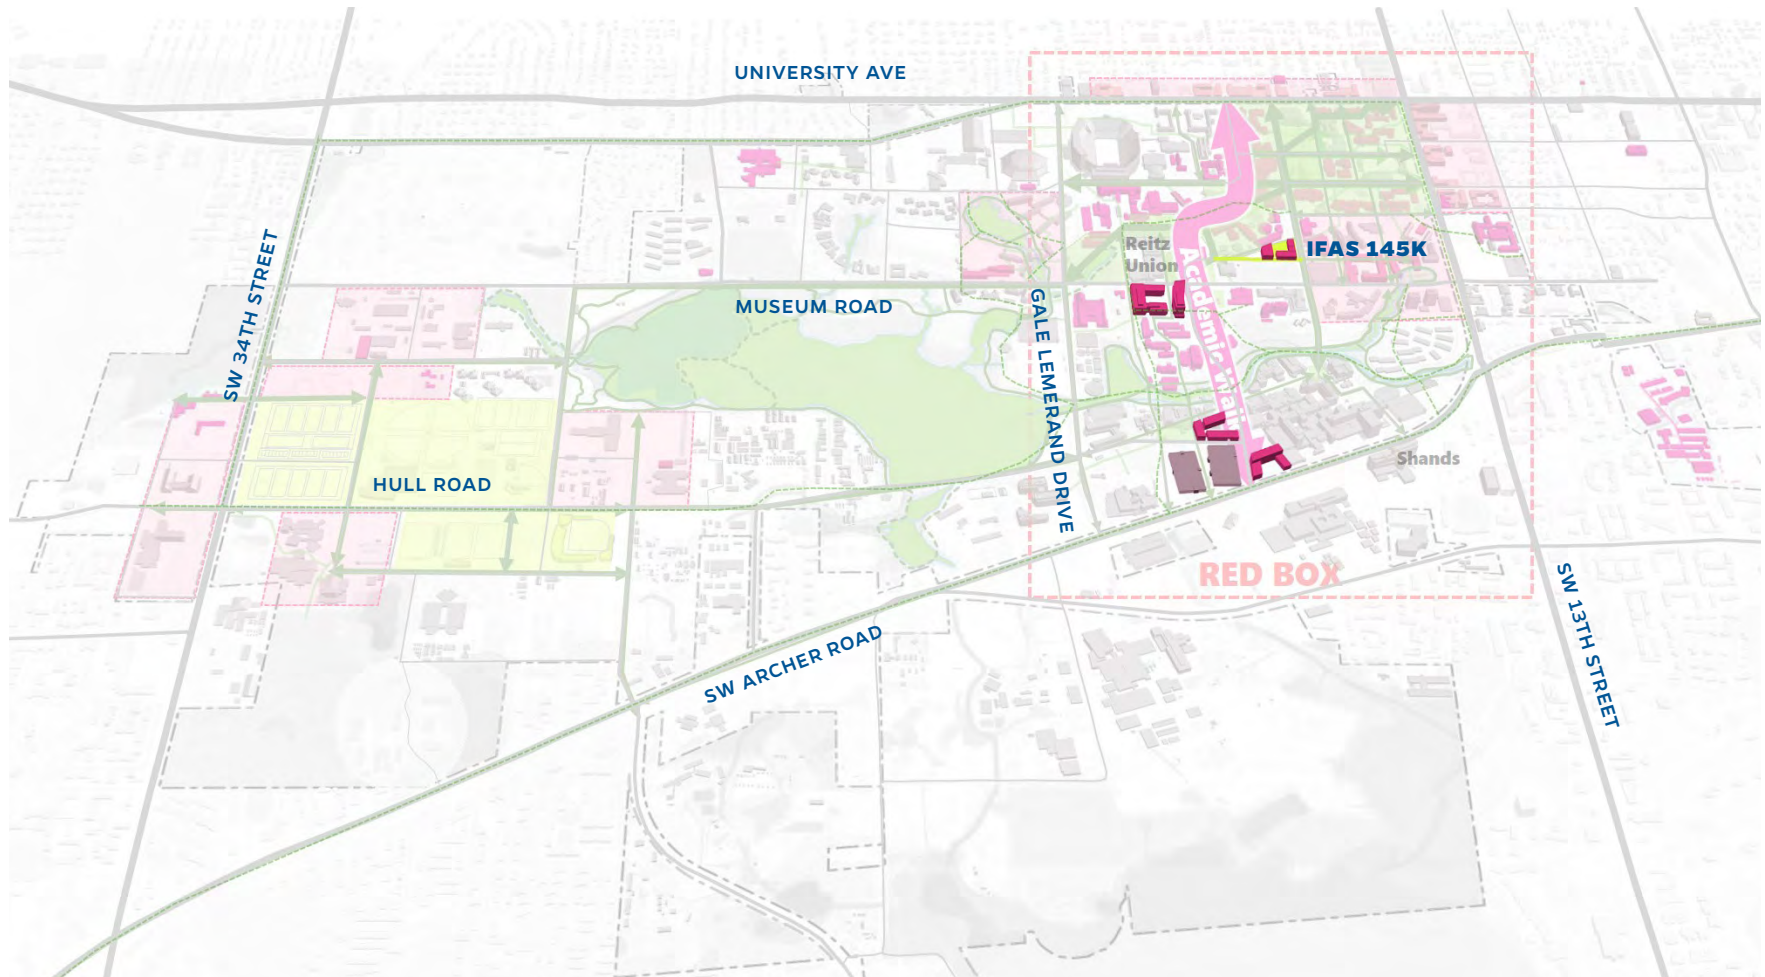 UNIVERSITY AVE
Reitz
Union
IFAS 145K
SW 34TH STREET
MUSEUM ROAD
GALE LEMERAND DRIVE
Academic Mall
HULL ROAD
Shands
RED BOX
SW 13TH STREET
SW ARCHER ROAD